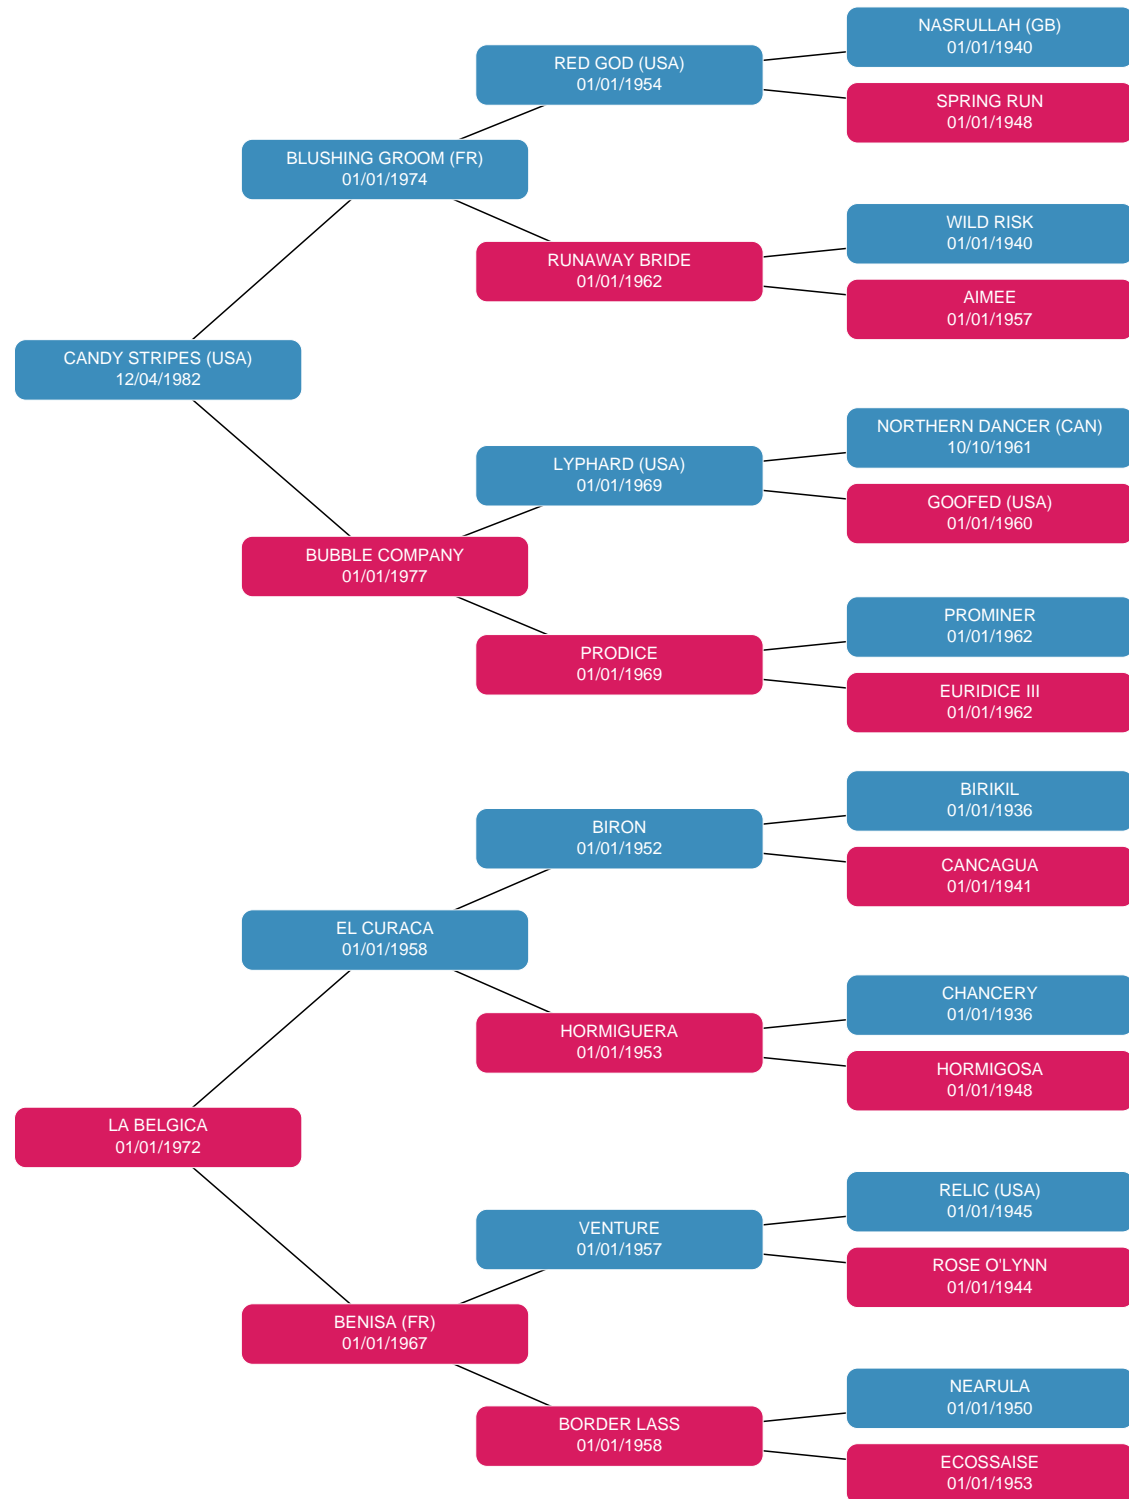 NASRULLAH (GB)
01/01/1940
RED GOD (USA)
01/01/1954
SPRING RUN
01/01/1948
BLUSHING GROOM (FR)
01/01/1974
WILD RISK
01/01/1940
RUNAWAY BRIDE
01/01/1962
AIMEE
01/01/1957
CANDY STRIPES (USA)
12/04/1982
NORTHERN DANCER (CAN)
10/10/1961
LYPHARD (USA)
01/01/1969
GOOFED (USA)
01/01/1960
BUBBLE COMPANY
01/01/1977
PROMINER
01/01/1962
PRODICE
01/01/1969
EURIDICE III
01/01/1962
BIRIKIL
01/01/1936
BIRON
01/01/1952
CANCAGUA
01/01/1941
EL CURACA
01/01/1958
CHANCERY
01/01/1936
HORMIGUERA
01/01/1953
HORMIGOSA
01/01/1948
LA BELGICA
01/01/1972
RELIC (USA)
01/01/1945
VENTURE
01/01/1957
ROSE O'LYNN
01/01/1944
BENISA (FR)
01/01/1967
NEARULA
01/01/1950
BORDER LASS
01/01/1958
ECOSSAISE
01/01/1953